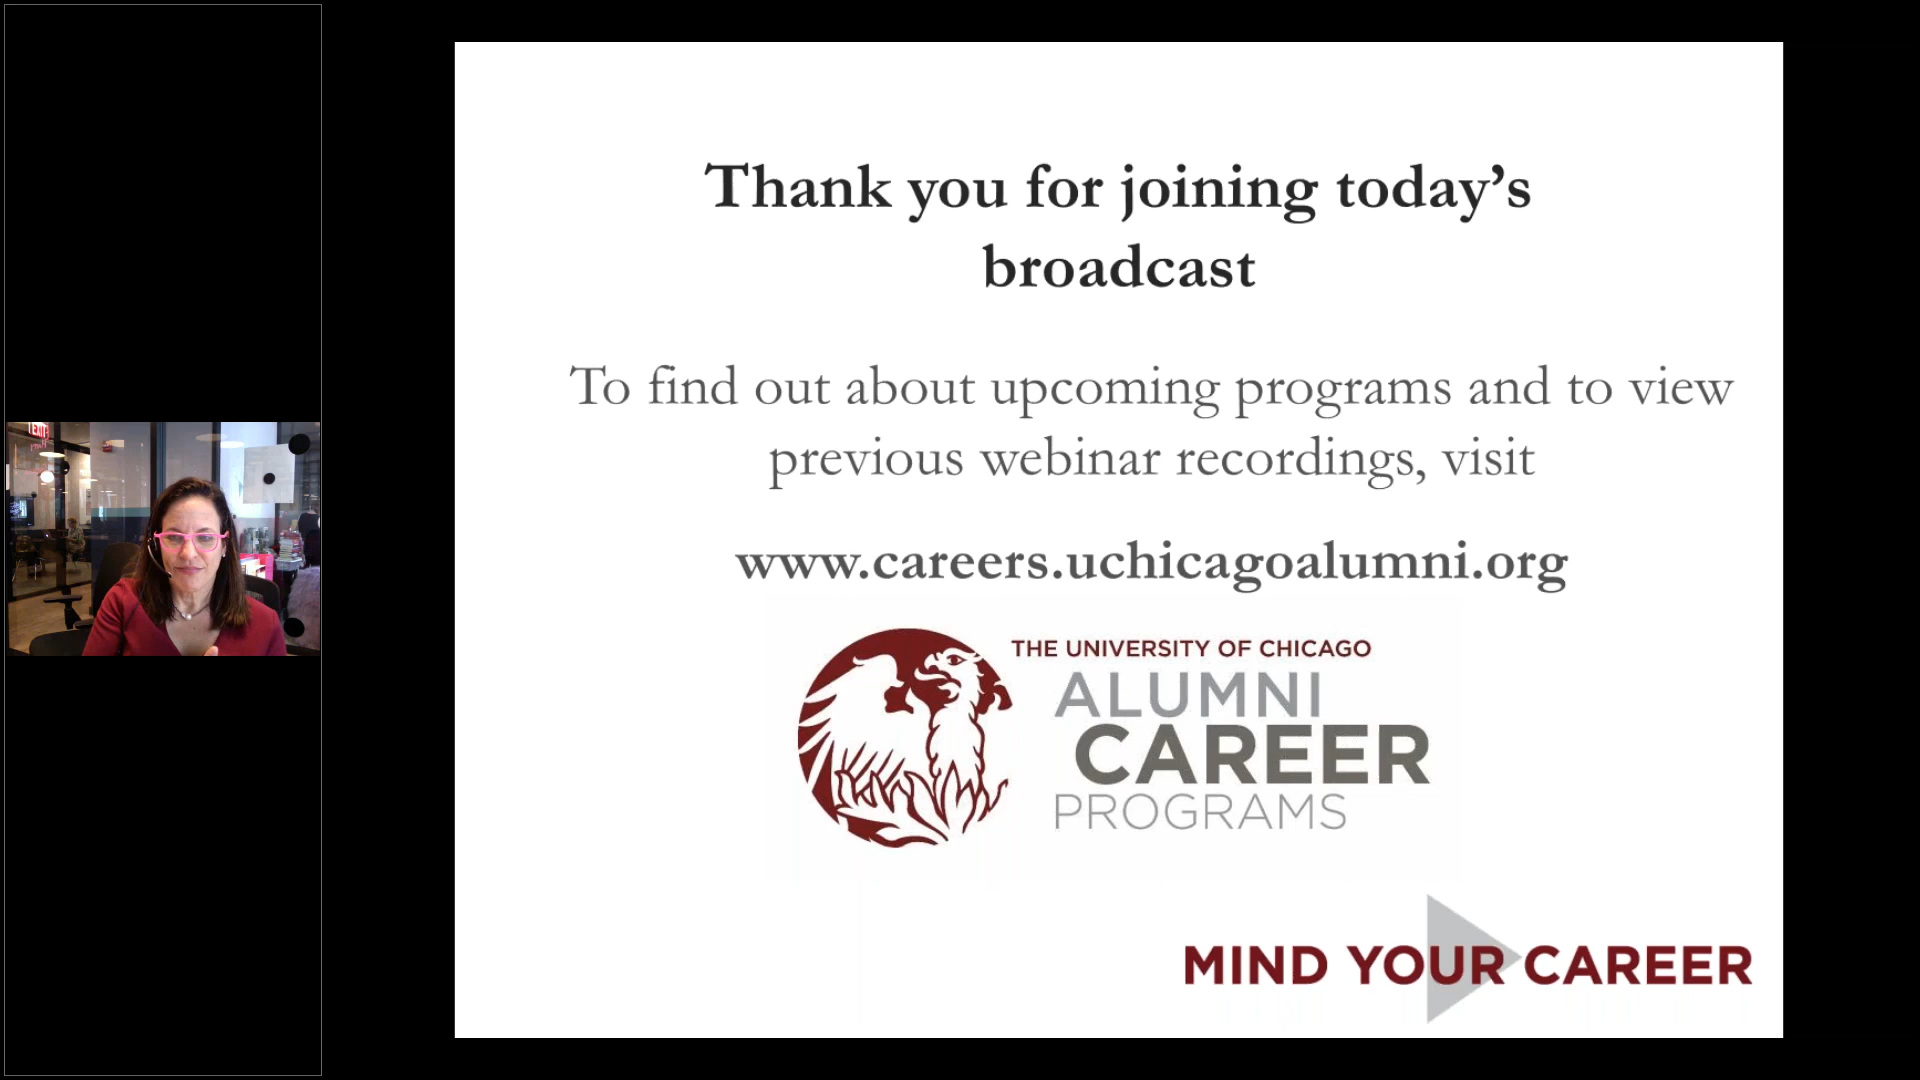 EXIT
Thank you for joining today's
broadcast
To find out about upcoming programs and to view
previous webinar recordings, visit
www.careers.uchicagoalumni.org
THE UNIVERSITY OF CHICAGO
ALUMNI
CAREER
PROGRAMS
MIND YOUR CAREER